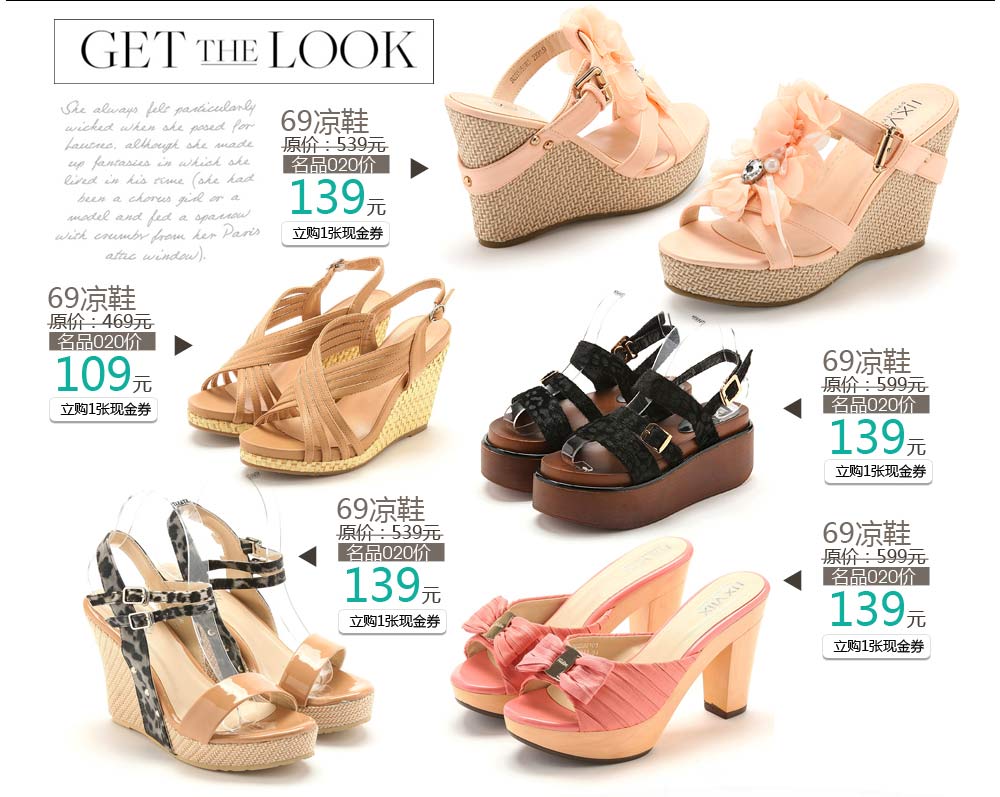 GET THE LOOK
She always felt particularly
wicked when she posed for
Lautrec, although she made
up fantasies in which she
lived in his time (she had
been a chorus girl or a
model and fed a sparrow
with crumbs from her Paris
attic window).
69凉鞋
原价：539元
名品020价
139元
立购1张现金券
69凉鞋
原价：469元
名品020价
109元
立购1张现金券
69凉鞋
原价：599元
名品020价
139元
立购1张现金券
69凉鞋
原价：539元
名品020价
139元
立购1张现金券
69凉鞋
原价：599元
名品020价
139元
立购1张现金券
IIXVIIX
IIXVIIX